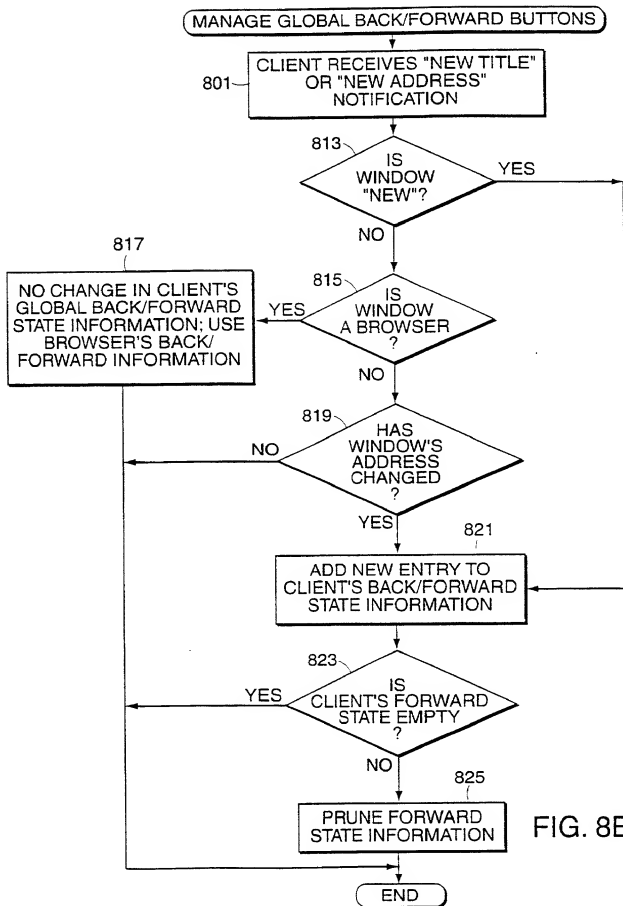 MANAGE GLOBAL BACK/FORWARD BUTTONS
801
CLIENT RECEIVES "NEW TITLE"
OR "NEW ADDRESS"
NOTIFICATION
813
IS
WINDOW
"NEW"?
YES
NO
817
NO CHANGE IN CLIENT'S
GLOBAL BACK/FORWARD
STATE INFORMATION; USE
BROWSER'S BACK/
FORWARD INFORMATION
815
IS
WINDOW
A BROWSER
?
YES
NO
819
HAS
WINDOW'S
ADDRESS
CHANGED
?
NO
YES
821
ADD NEW ENTRY TO
CLIENT'S BACK/FORWARD
STATE INFORMATION
823
IS
CLIENT'S FORWARD
STATE EMPTY
?
YES
NO
825
PRUNE FORWARD
STATE INFORMATION
FIG. 8B
END